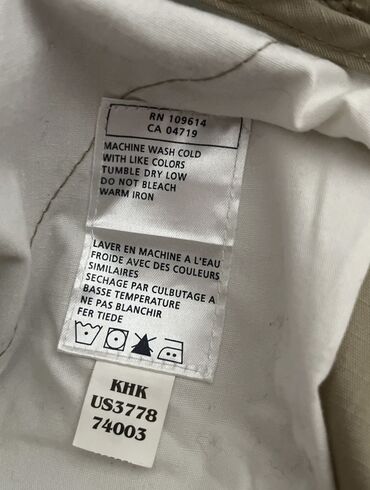 RN 109614
CA 04719
MACHINE WASH COLD
WITH LIKE COLORS
TUMBLE DRY LOW
DO NOT BLEACH
WARM IRON
LAVER EN MACHINE A L'EAU
FROIDE AVEC DES COULEURS
SIMILAIRES
SECHAGE PAR CULBUTAGE A
BASSE TEMPERATURE
NE PAS BLANCHIR
FER TIEDE
KHK
US3778
74003